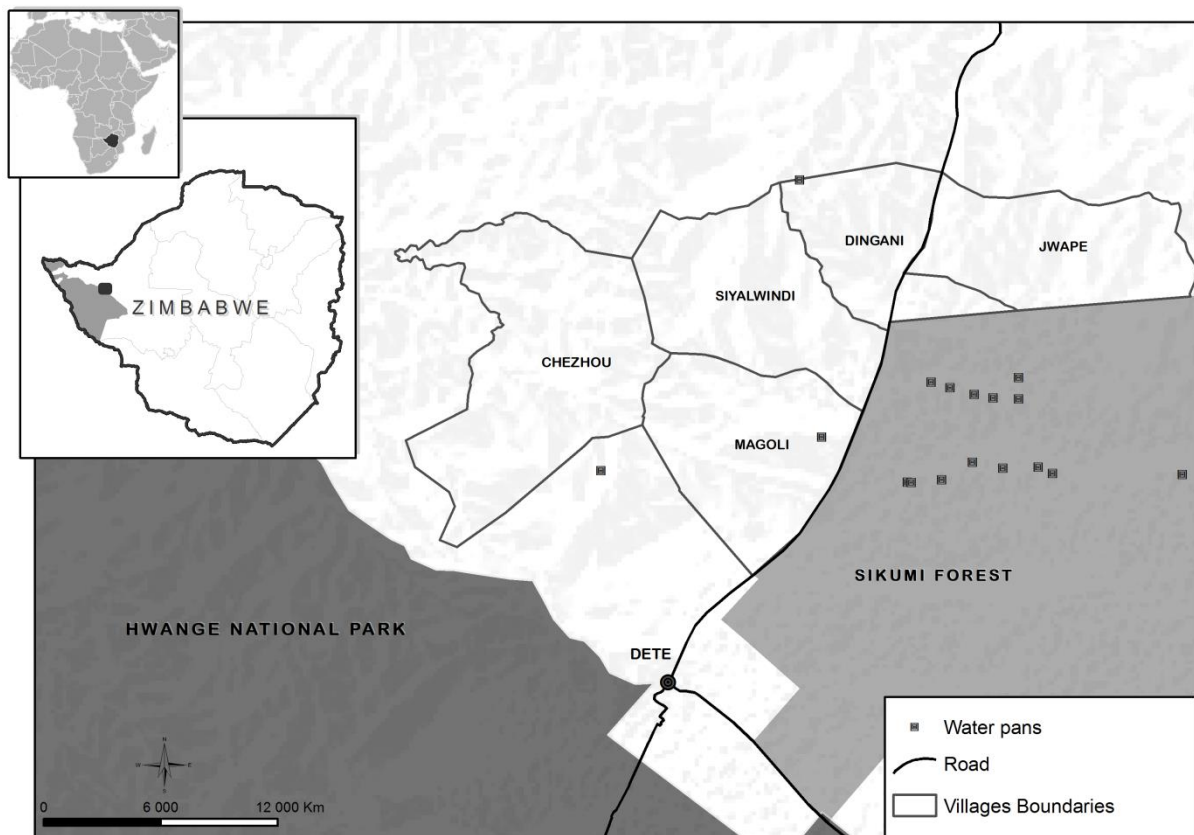 ZIMBABWE
DINGANI
JWAPE
SIYALWINDI
CHEZHOU
MAGOLI
SIKUMI FOREST
HWANGE NATIONAL PARK
DETE
N
W E
S
0 6 000 12 000 Km
Water pans
Road
Villages Boundaries